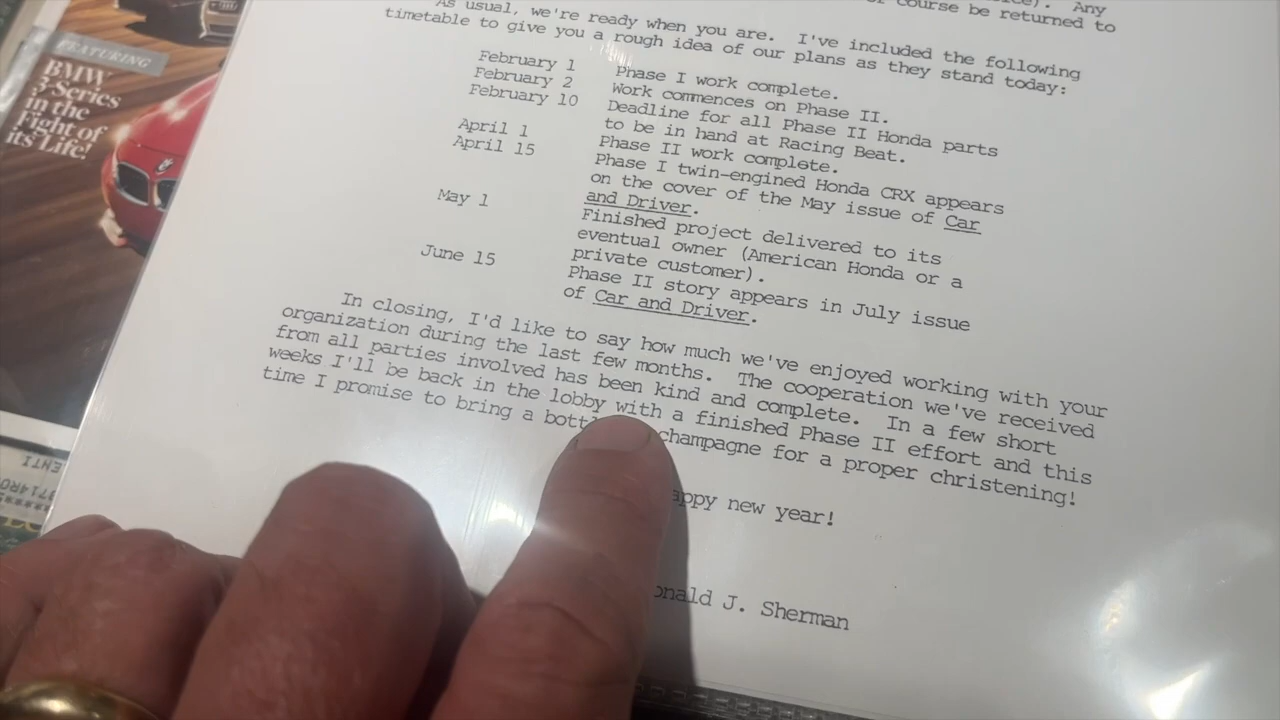 FEATURING
BMW
3 Series
in the
Fight of
its Life!
Any
course be returned to
As usual, we're ready when you are. I've included the following
timetable to give you a rough idea of our plans as they stand today:
February 1 Phase I work complete.
February 2 Work commences on Phase II.
February 10 Deadline for all Phase II Honda parts
to be in hand at Racing Beat.
April 1 Phase II work complete.
April 15 Phase I twin-engined Honda CRX appears
on the cover of the May issue of Car
and Driver.
May 1 Finished project delivered to its
eventual owner (American Honda or a
private customer).
June 15 Phase II story appears in July issue
of Car and Driver.
In closing, I'd like to say how much we've enjoyed working with your
organization during the last few months. The cooperation we've received
from all parties involved has been kind and complete. In a few short
weeks I'll be back in the lobby with a finished Phase II effort and this
time I promise to bring a champagne for a proper christening!
new year!
J. Sherman